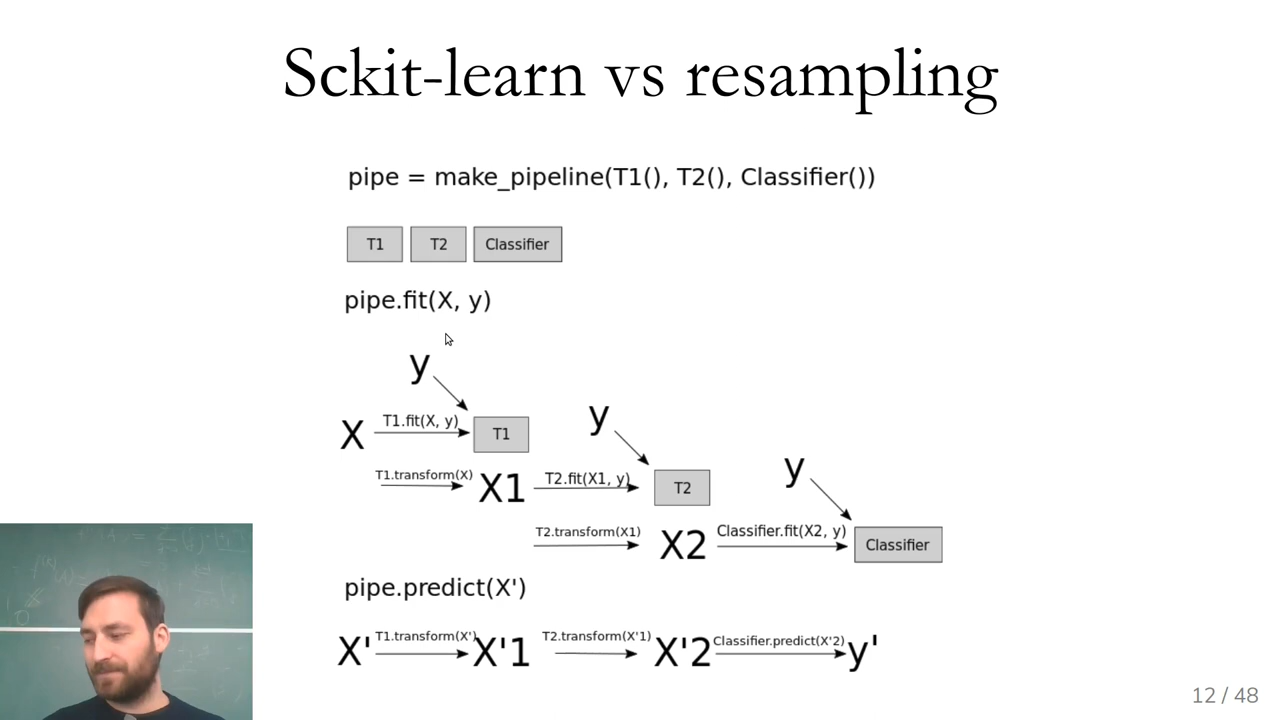 Sckit-learn vs resampling
pipe = make_pipeline(T1(), T2(), Classifier())
T1 T2 Classifier
pipe.fit(X, y)
y
X T1.fit(X, y) T1
y
T1.transform(X) X1 T2.fit(X1, y) T2
y
T2.transform(X1) X2 Classifier.fit(X2, y) Classifier
pipe.predict(X')
X' T1.transform(X') X'1 T2.transform(X'1) X'2 Classifier.predict(X'2) y'
12 / 48